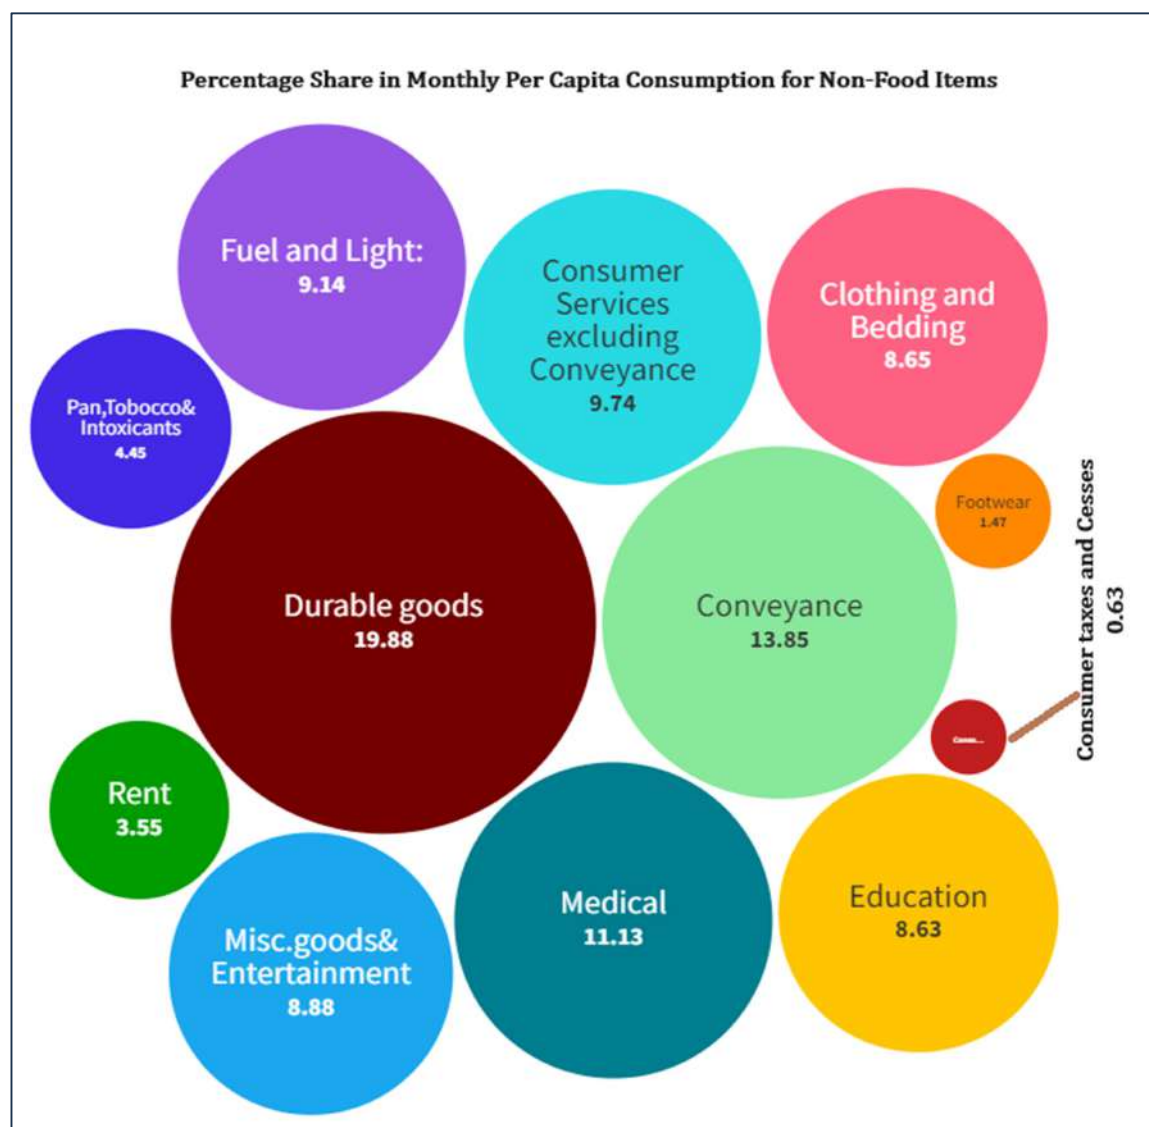 Percentage Share in Monthly Per Capita Consumption for Non-Food Items
Fuel and Light:
9.14
Consumer
Services
excluding
Conveyance
9.74
Clothing and
Bedding
8.65
Pan,Tobocco&
Intoxicants
4.45
Footwear
1.47
Consumer taxes and Cesses
0.63
Durable goods
19.88
Conveyance
13.85
Rent
3.55
Misc.goods&
Entertainment
8.88
Medical
11.13
Education
8.63